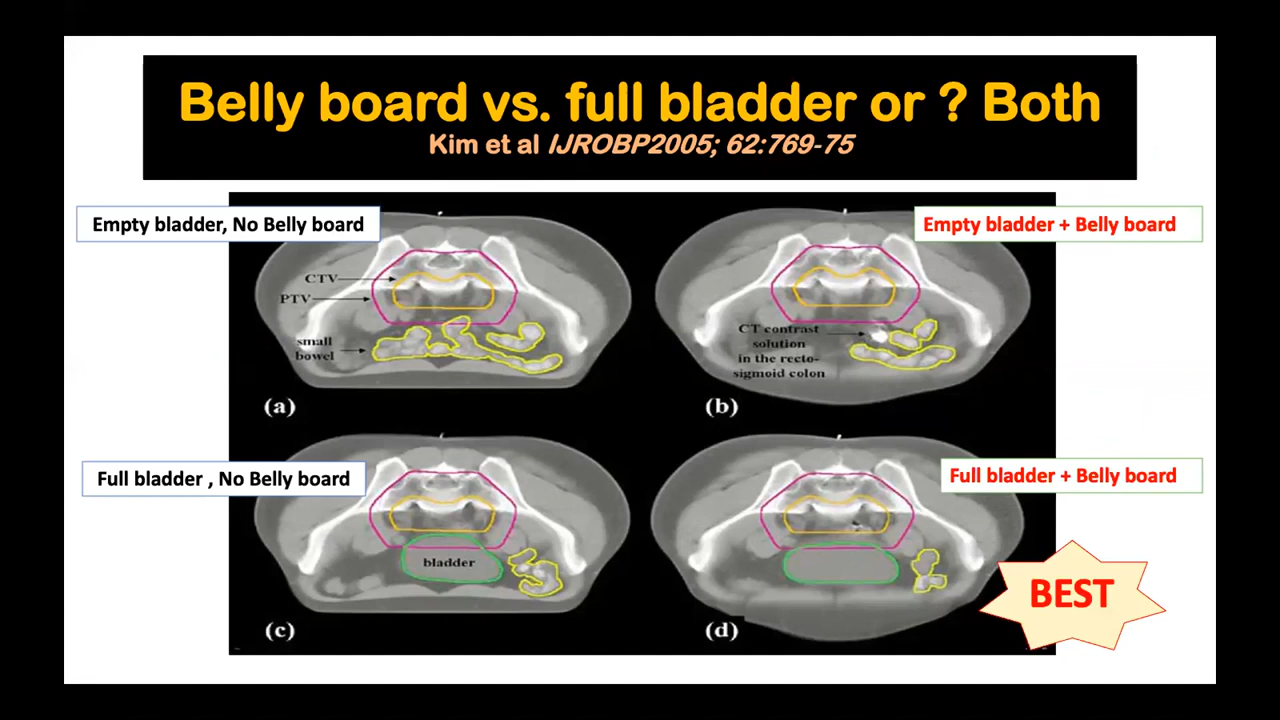 Belly board vs. full bladder or ? Both
Kim et al IJROBP2005; 62:769-75
Empty bladder, No Belly board
Empty bladder + Belly board
CTV
PTV
small
bowel
(a)
CT contrast
solution
in the recto-
sigmoid colon
(b)
Full bladder , No Belly board
Full bladder + Belly board
bladder
(c)
(d)
BEST